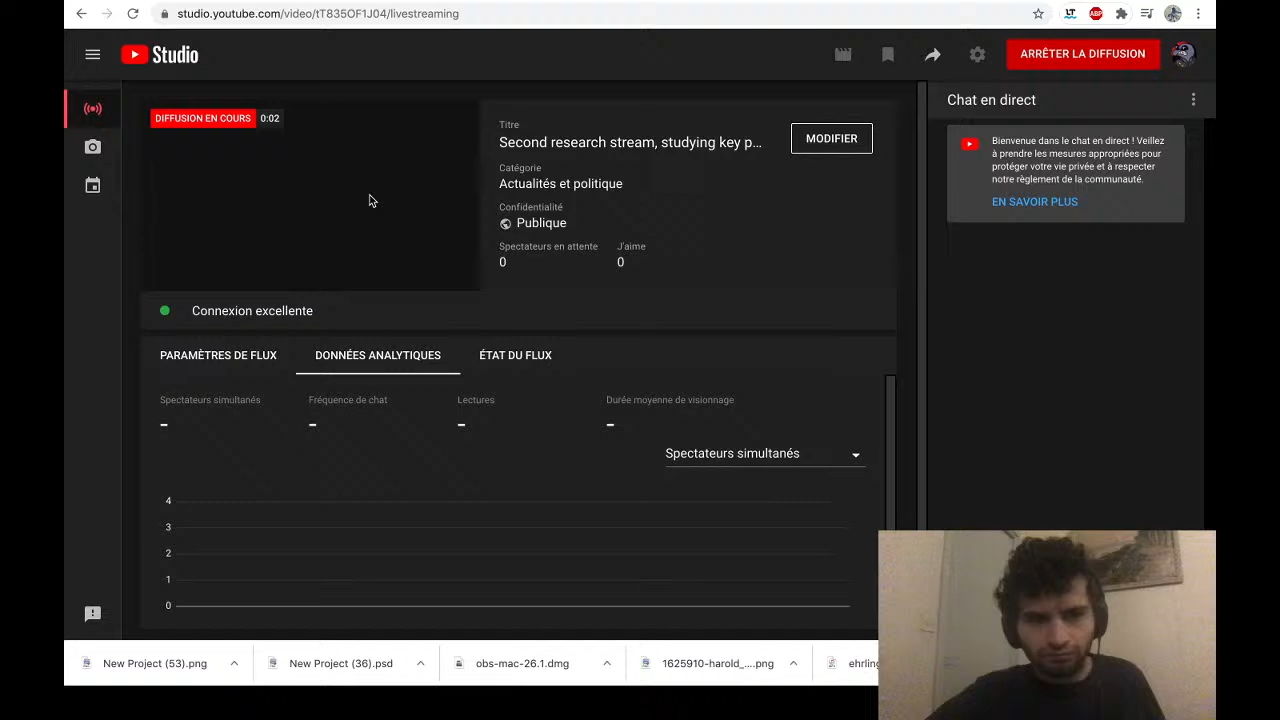 studio.youtube.com/video/tT835OF1J04/livestreaming
LT
ABP
Studio
ARRÊTER LA DIFFUSION
DIFFUSION EN COURS 0:02
Titre
Second research stream, studying key p...
MODIFIER
Catégorie
Actualités et politique
Confidentialité
Publique
Spectateurs en attente J'aime
0 0
Connexion excellente
PARAMÈTRES DE FLUX DONNÉES ANALYTIQUES ÉTAT DU FLUX
Spectateurs simultanés Fréquence de chat Lectures Durée moyenne de visionnage
– – – –
Spectateurs simultanés
4
3
2
1
0
Chat en direct
Bienvenue dans le chat en direct ! Veillez
à prendre les mesures appropriées pour
protéger votre vie privée et à respecter
notre règlement de la communauté.
EN SAVOIR PLUS
New Project (53).png New Project (36).psd obs-mac-26.1.dmg 1625910-harold_....png ehrling